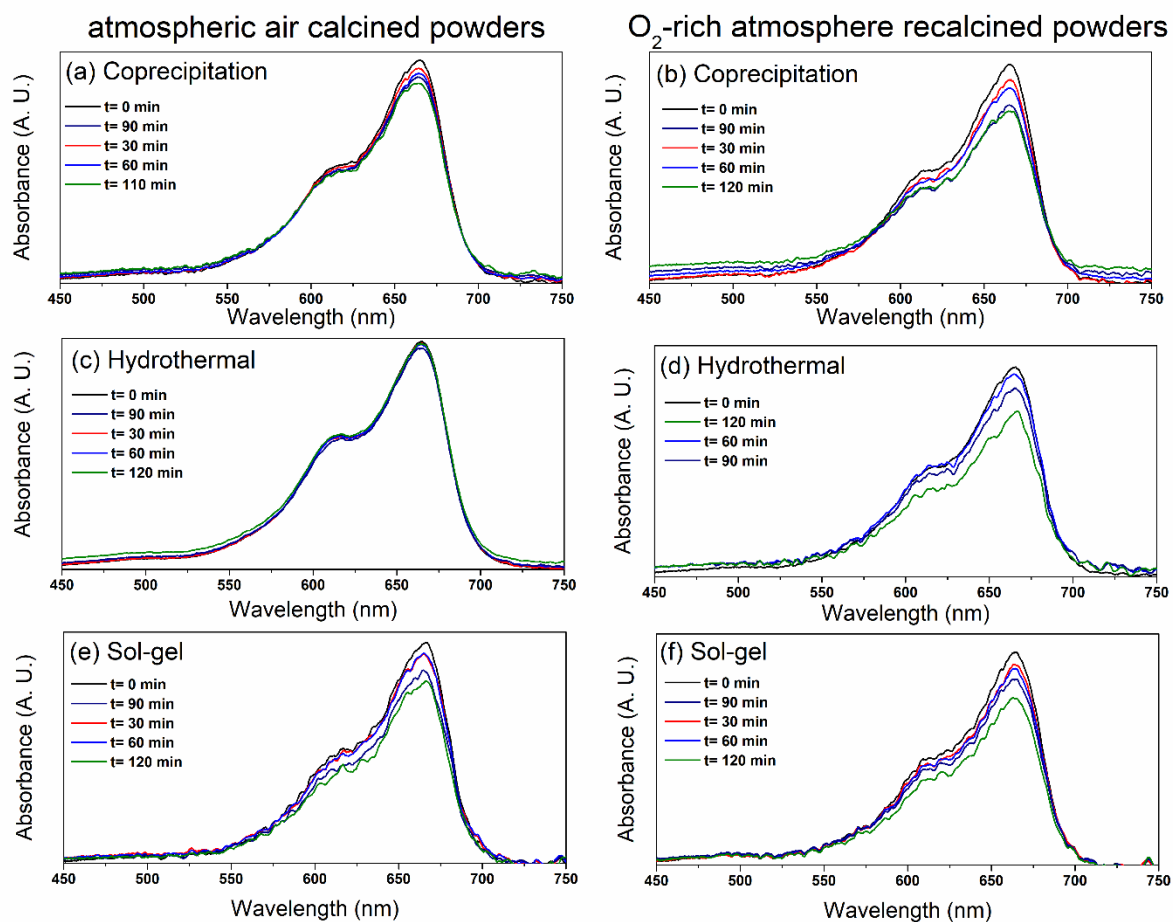 atmospheric air calcined powders
O₂-rich atmosphere recalcined powders
(a) Coprecipitation
t= 0 min
t= 90 min
t= 30 min
t= 60 min
t= 110 min
Absorbance (A. U.)
450 500 550 600 650 700 750
Wavelength (nm)
(b) Coprecipitation
t= 0 min
t= 90 min
t= 30 min
t= 60 min
t= 120 min
Absorbance (A. U.)
450 500 550 600 650 700 750
Wavelength (nm)
(c) Hydrothermal
t= 0 min
t= 90 min
t= 30 min
t= 60 min
t= 120 min
Absorbance (A. U.)
450 500 550 600 650 700 750
Wavelength (nm)
(d) Hydrothermal
t= 0 min
t= 120 min
t= 60 min
t= 90 min
Absorbance (A. U.)
450 500 550 600 650 700 750
Wavelength (nm)
(e) Sol-gel
t= 0 min
t= 90 min
t= 30 min
t= 60 min
t= 120 min
Absorbance (A. U.)
450 500 550 600 650 700 750
Wavelength (nm)
(f) Sol-gel
t= 0 min
t= 90 min
t= 30 min
t= 60 min
t= 120 min
Absorbance (A. U.)
450 500 550 600 650 700 750
Wavelength (nm)